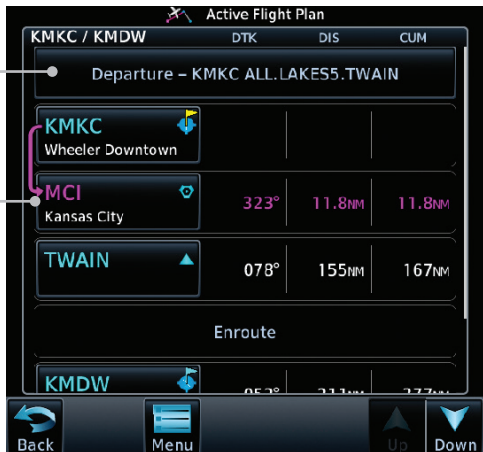 Active Flight Plan
KMKC / KMDW DTK DIS CUM
Departure – KMKC ALL.LAKES5.TWAIN
KMKC
Wheeler Downtown
MCI 323° 11.8NM 11.8NM
Kansas City
TWAIN 078° 155NM 167NM
Enroute
KMDW
Back Menu Up Down